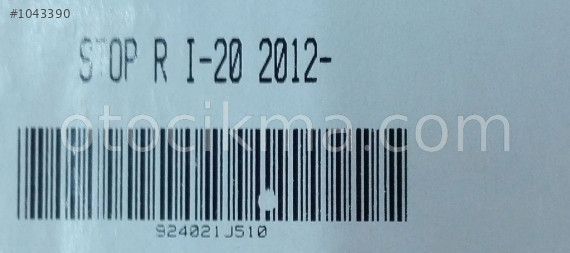 #1043390
STOP R I-20 2012-
otocikma.com
924021J510